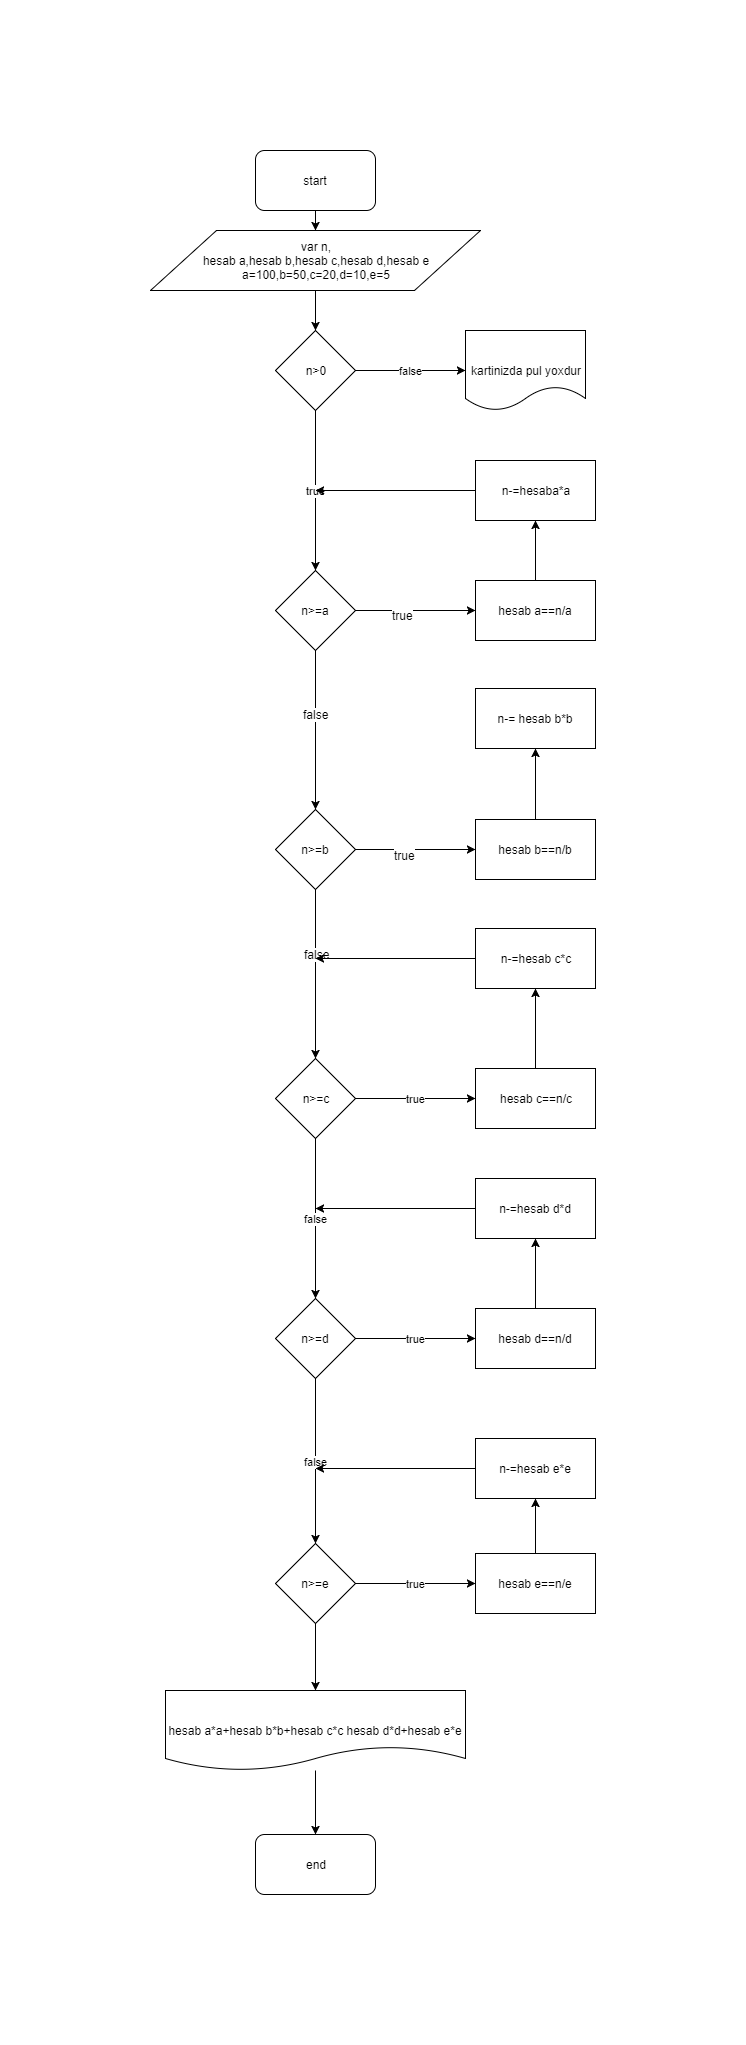 start
var n,
hesab a,hesab b,hesab c,hesab d,hesab e
a=100,b=50,c=20,d=10,e=5
n>0
false
kartinizda pul yoxdur
n-=hesaba*a
true
n>=a
true
hesab a==n/a
false
n-= hesab b*b
n>=b
true
hesab b==n/b
false
n-=hesab c*c
n>=c
true
hesab c==n/c
n-=hesab d*d
false
n>=d
true
hesab d==n/d
false
n-=hesab e*e
n>=e
true
hesab e==n/e
hesab a*a+hesab b*b+hesab c*c hesab d*d+hesab e*e
end